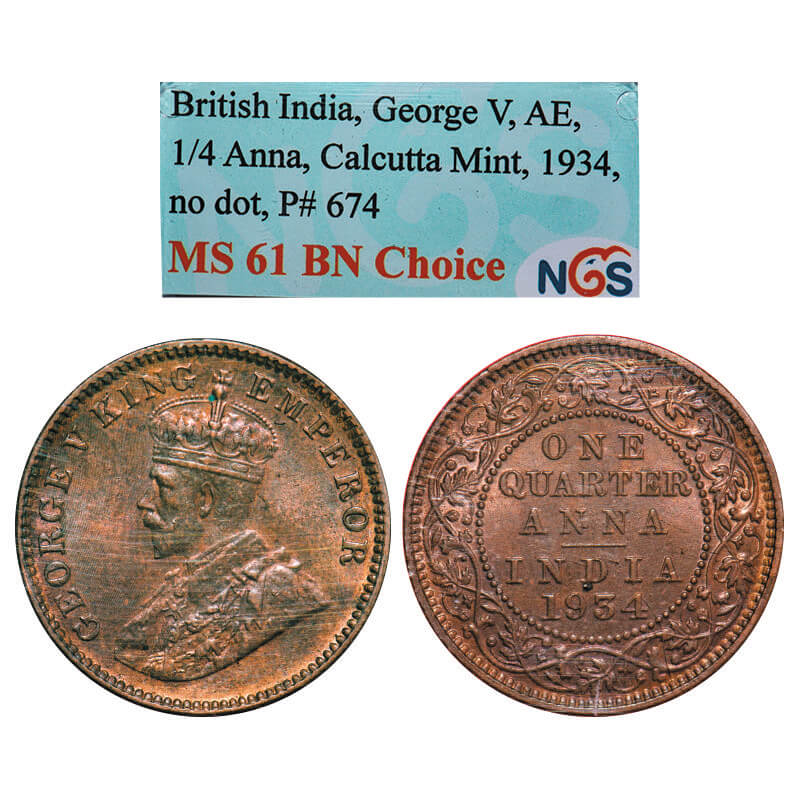 British India, George V, AE,
1/4 Anna, Calcutta Mint, 1934,
no dot, P# 674
MS 61 BN Choice
NGS
GEORGE V KING EMPEROR
ONE
QUARTER
ANNA
INDIA
1934